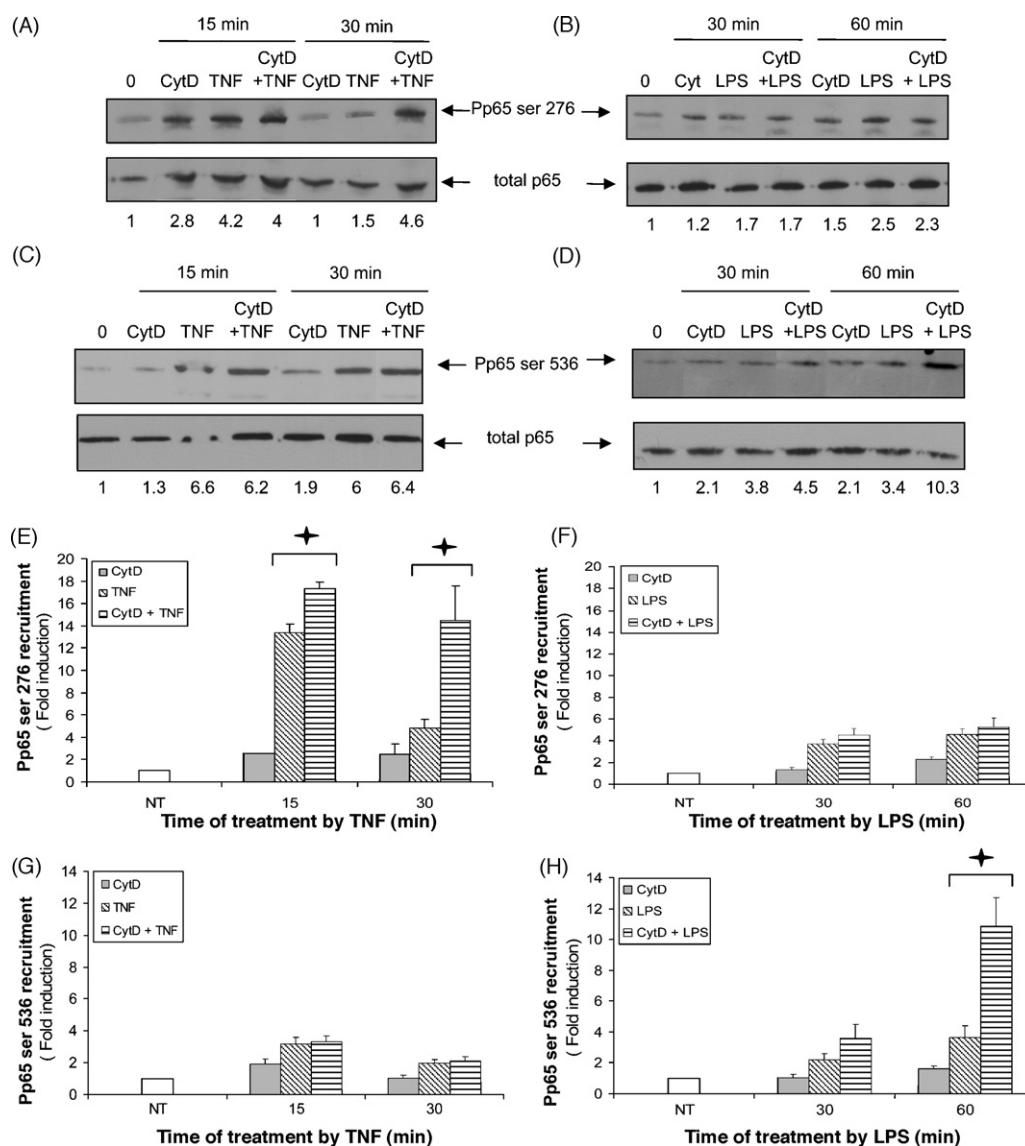 (A)
15 min
30 min
CytD
CytD
0
CytD
TNF
+TNF
CytD
TNF
+TNF
Pp65 ser 276
total p65
1
2.8
4.2
4
1
1.5
4.6
(B)
30 min
60 min
CytD
CytD
0
Cyt
LPS
+LPS
CytD
LPS
+ LPS
1
1.2
1.7
1.7
1.5
2.5
2.3
(C)
15 min
30 min
CytD
CytD
0
CytD
TNF
+TNF
CytD
TNF
+TNF
Pp65 ser 536
total p65
1
1.3
6.6
6.2
1.9
6
6.4
(D)
30 min
60 min
CytD
CytD
0
CytD
LPS
+LPS
CytD
LPS
+ LPS
1
2.1
3.8
4.5
2.1
3.4
10.3
(E)
Pp65 ser 276 recruitment
( Fold induction)
20
18
16
14
12
10
8
6
4
2
0
CytD
TNF
CytD + TNF
NT
15
30
Time of treatment by TNF (min)
(F)
Pp65 ser 276 recruitment
( Fold induction)
20
18
16
14
12
10
8
6
4
2
0
CytD
LPS
CytD + LPS
NT
30
60
Time of treatment by LPS (min)
(G)
Pp65 ser 536 recruitment
( Fold induction)
14
12
10
8
6
4
2
0
CytD
TNF
CytD + TNF
NT
15
30
Time of treatment by TNF (min)
(H)
Pp65 ser 536 recruitment
( Fold induction)
14
12
10
8
6
4
2
0
CytD
LPS
CytD + LPS
NT
30
60
Time of treatment by LPS (min)